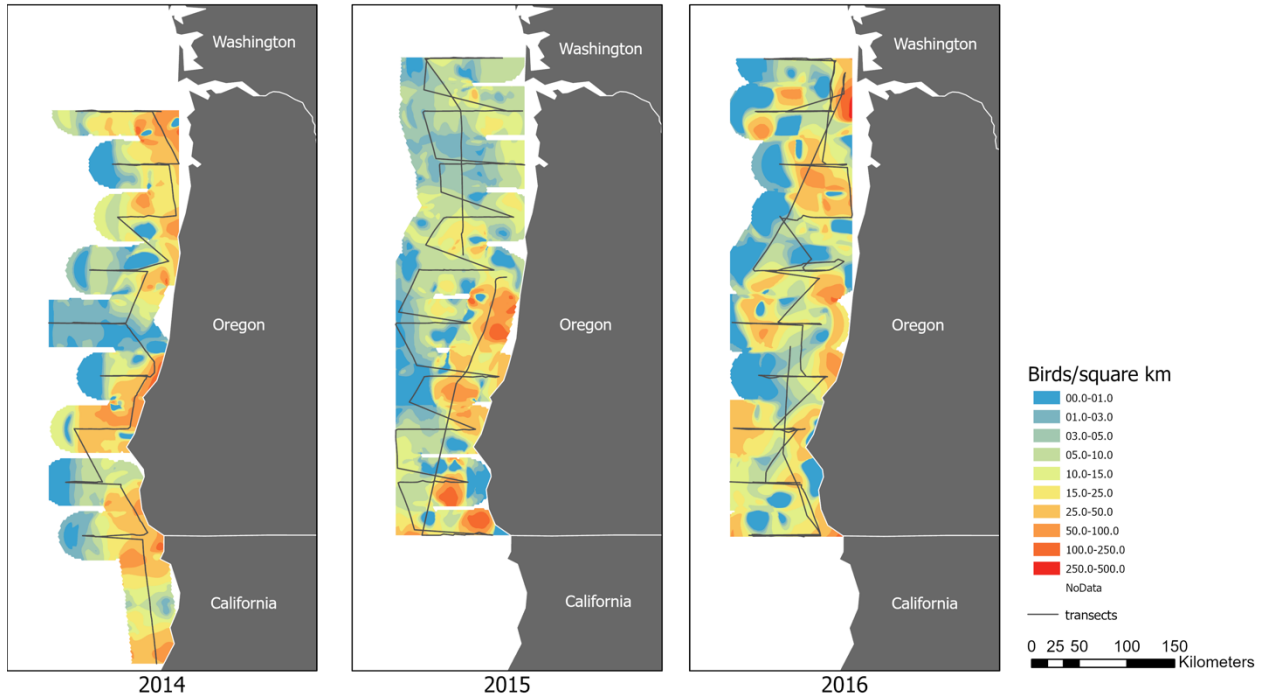 Washington
Oregon
California
2014
Washington
Oregon
California
2015
Washington
Oregon
California
2016
Birds/square km
00.0-01.0
01.0-03.0
03.0-05.0
05.0-10.0
10.0-15.0
15.0-25.0
25.0-50.0
50.0-100.0
100.0-250.0
250.0-500.0
NoData
transects
0 25 50 100 150
Kilometers